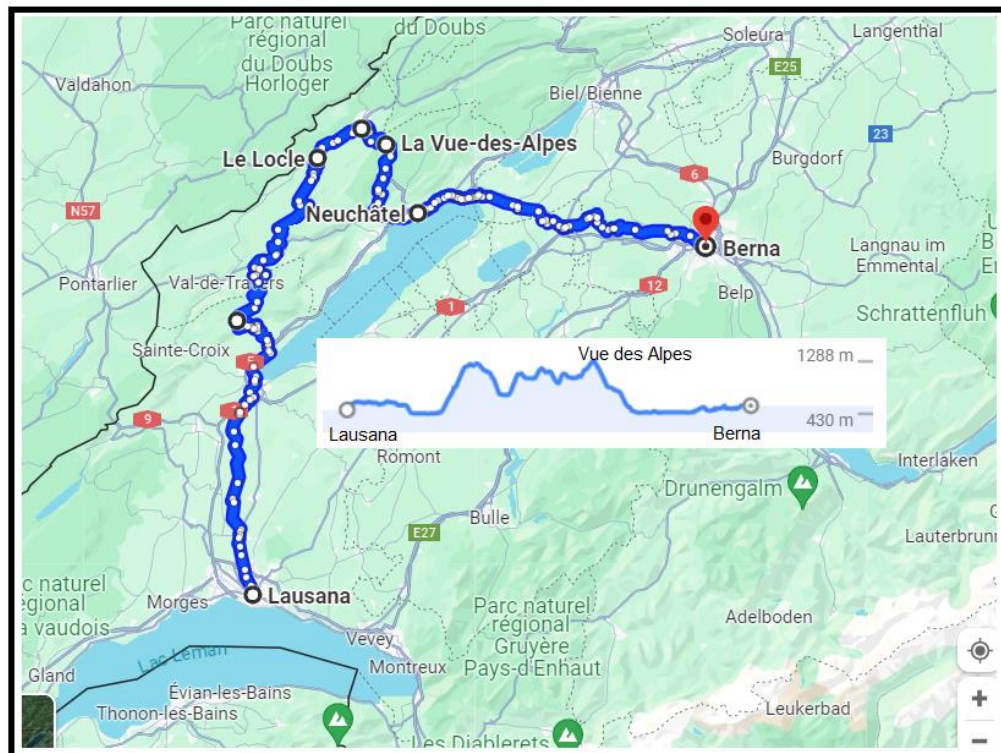 Parc naturel
régional
du Doubs
Horloger
du Doubs
Soleura
Langenthal
E25
Valdahon
Biel/Bienne
23
La Vue-des-Alpes
Le Locle
6
Burgdorf
N57
Neuchâtel
Berna
Langnau im
Emmental
Pontarlier
Val-de-Travers
12
Belp
1
Schrattenfluh
Sainte-Croix
5
Vue des Alpes
1288 m
9
430 m
Lausana
Berna
Romont
Interlaken
Drunengalm
Bulle
E27
Lauterbrunn
naturel
régional
vaudois
Morges
Lausana
Parc naturel
régional
Gruyère
Pays-d'Enhaut
Adelboden
Vevey
Lac Léman
Gland
Montreux
Évian-les-Bains
Thonon-les-Bains
Leukerbad
Les Diablerets